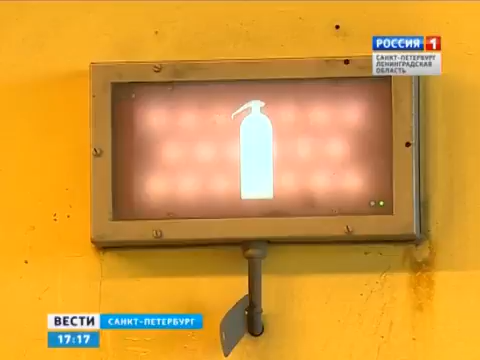 РОССИЯ 1
САНКТ-ПЕТЕРБУРГ
ЛЕНИНГРАДСКАЯ
ОБЛАСТЬ
ВЕСТИ САНКТ-ПЕТЕРБУРГ
17:17